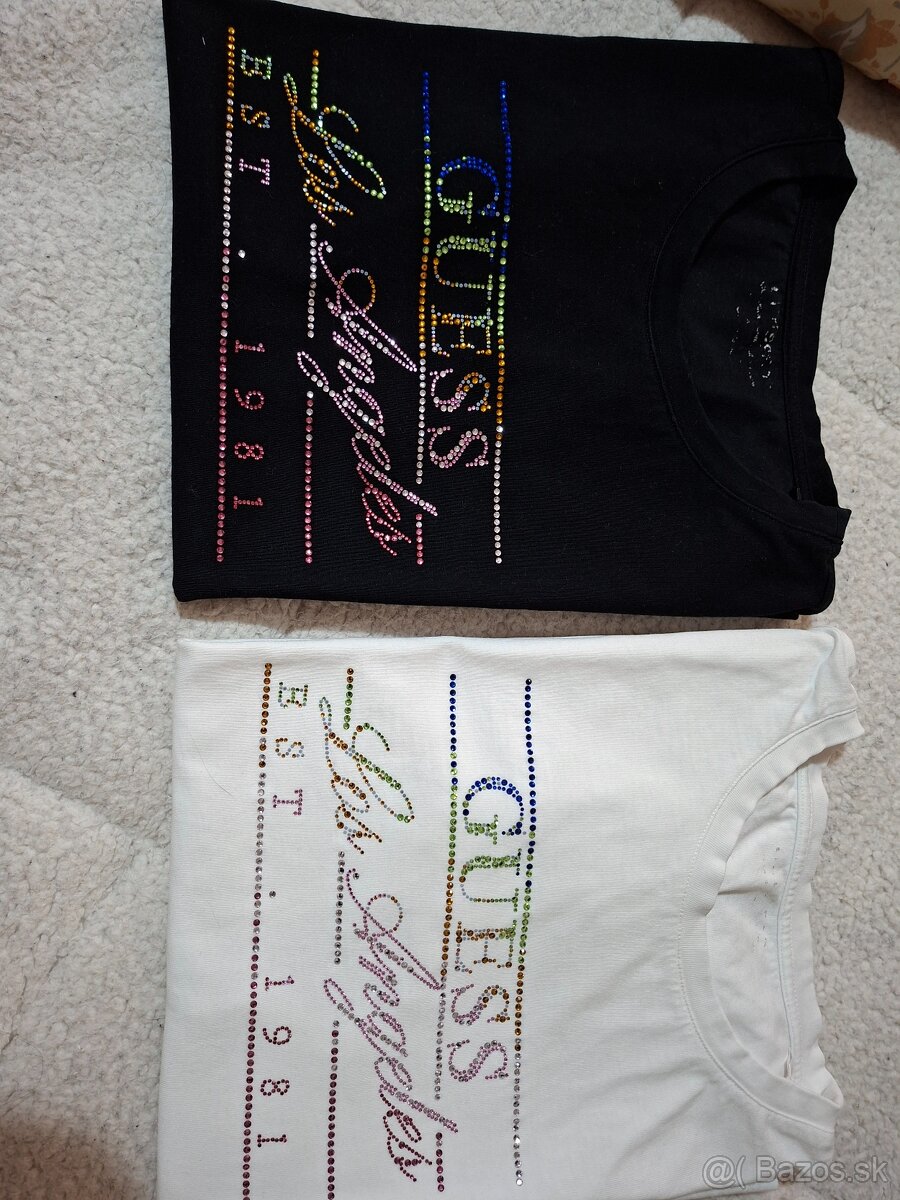 GUESS
Los Angeles
EST. 1981
GUESS
Los Angeles
EST. 1981
@( Bazos.sk